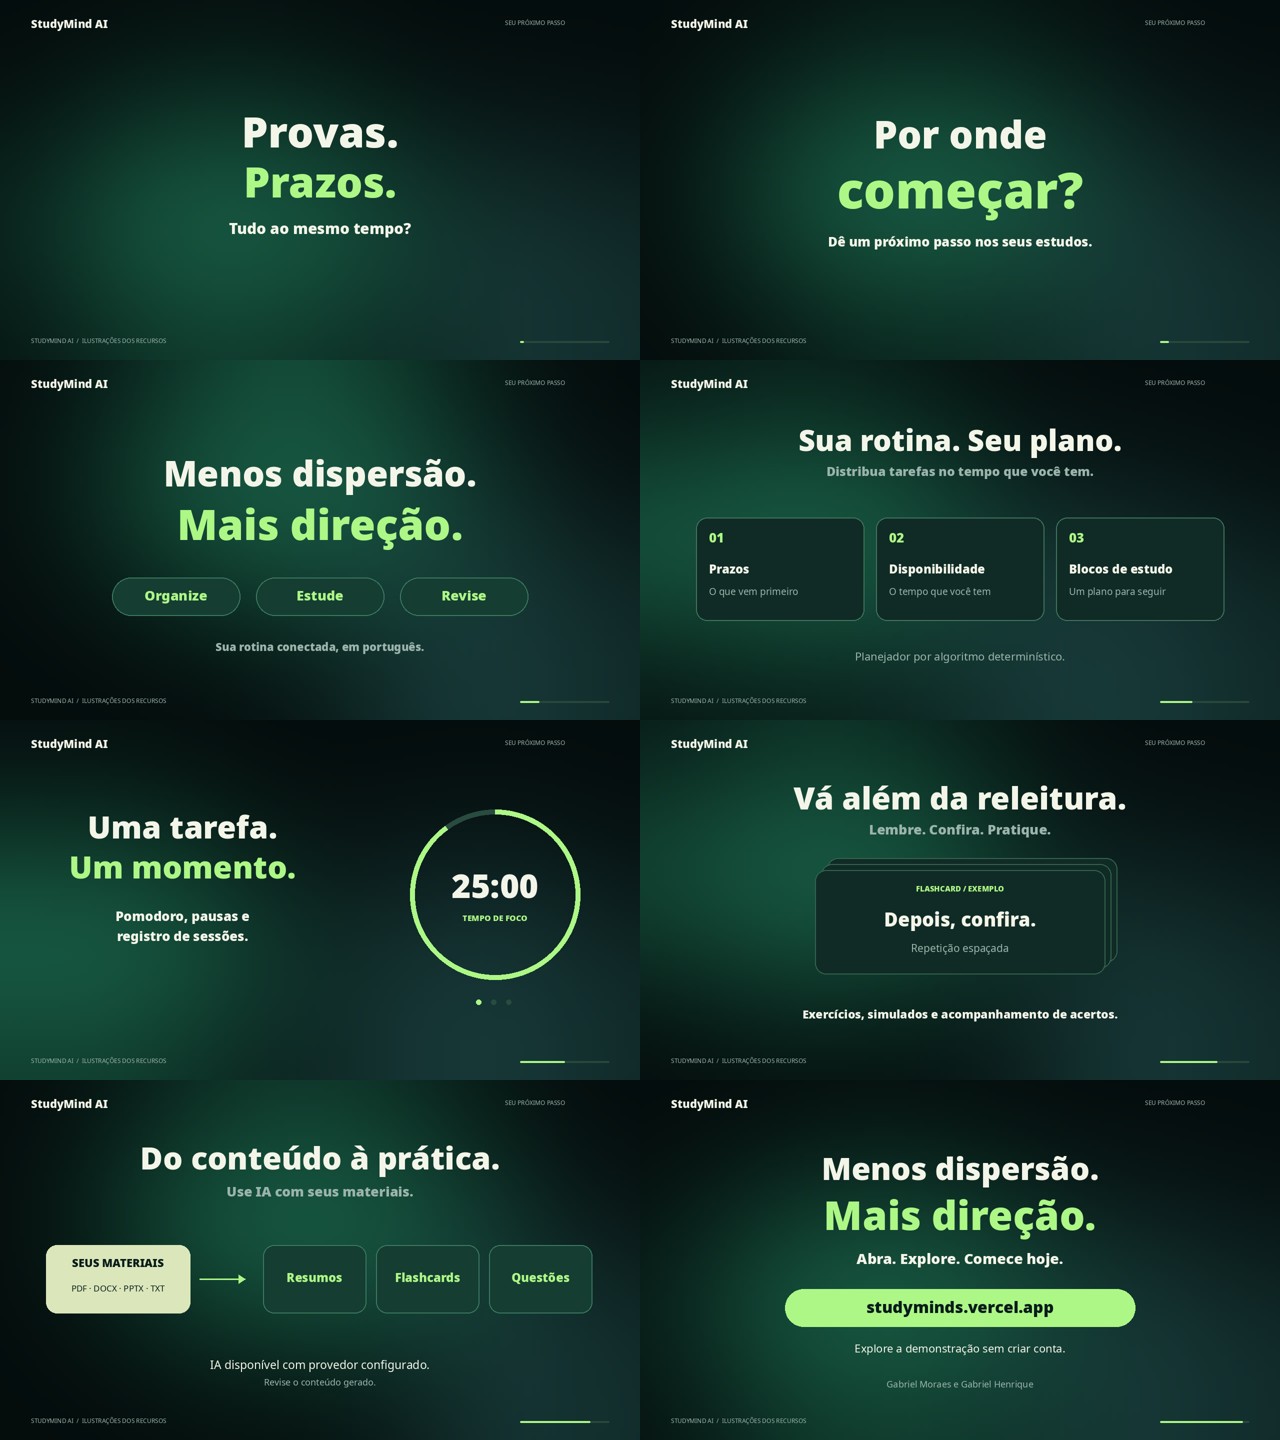 StudyMind AI
SEU PRÓXIMO PASSO
Provas.
Prazos.
Tudo ao mesmo tempo?
STUDYMIND AI / ILUSTRAÇÕES DOS RECURSOS
StudyMind AI
SEU PRÓXIMO PASSO
Por onde
começar?
Dê um próximo passo nos seus estudos.
STUDYMIND AI / ILUSTRAÇÕES DOS RECURSOS
StudyMind AI
SEU PRÓXIMO PASSO
Menos dispersão.
Mais direção.
Organize
Estude
Revise
Sua rotina conectada, em português.
STUDYMIND AI / ILUSTRAÇÕES DOS RECURSOS
StudyMind AI
SEU PRÓXIMO PASSO
Sua rotina. Seu plano.
Distribua tarefas no tempo que você tem.
01
Prazos
O que vem primeiro
02
Disponibilidade
O tempo que você tem
03
Blocos de estudo
Um plano para seguir
Planejador por algoritmo determinístico.
STUDYMIND AI / ILUSTRAÇÕES DOS RECURSOS
StudyMind AI
SEU PRÓXIMO PASSO
Uma tarefa.
Um momento.
Pomodoro, pausas e
registro de sessões.
25:00
TEMPO DE FOCO
STUDYMIND AI / ILUSTRAÇÕES DOS RECURSOS
StudyMind AI
SEU PRÓXIMO PASSO
Vá além da releitura.
Lembre. Confira. Pratique.
FLASHCARD / EXEMPLO
Depois, confira.
Repetição espaçada
Exercícios, simulados e acompanhamento de acertos.
STUDYMIND AI / ILUSTRAÇÕES DOS RECURSOS
StudyMind AI
SEU PRÓXIMO PASSO
Do conteúdo à prática.
Use IA com seus materiais.
SEUS MATERIAIS
PDF · DOCX · PPTX · TXT
Resumos
Flashcards
Questões
IA disponível com provedor configurado.
Revise o conteúdo gerado.
STUDYMIND AI / ILUSTRAÇÕES DOS RECURSOS
StudyMind AI
SEU PRÓXIMO PASSO
Menos dispersão.
Mais direção.
Abra. Explore. Comece hoje.
studyminds.vercel.app
Explore a demonstração sem criar conta.
Gabriel Moraes e Gabriel Henrique
STUDYMIND AI / ILUSTRAÇÕES DOS RECURSOS